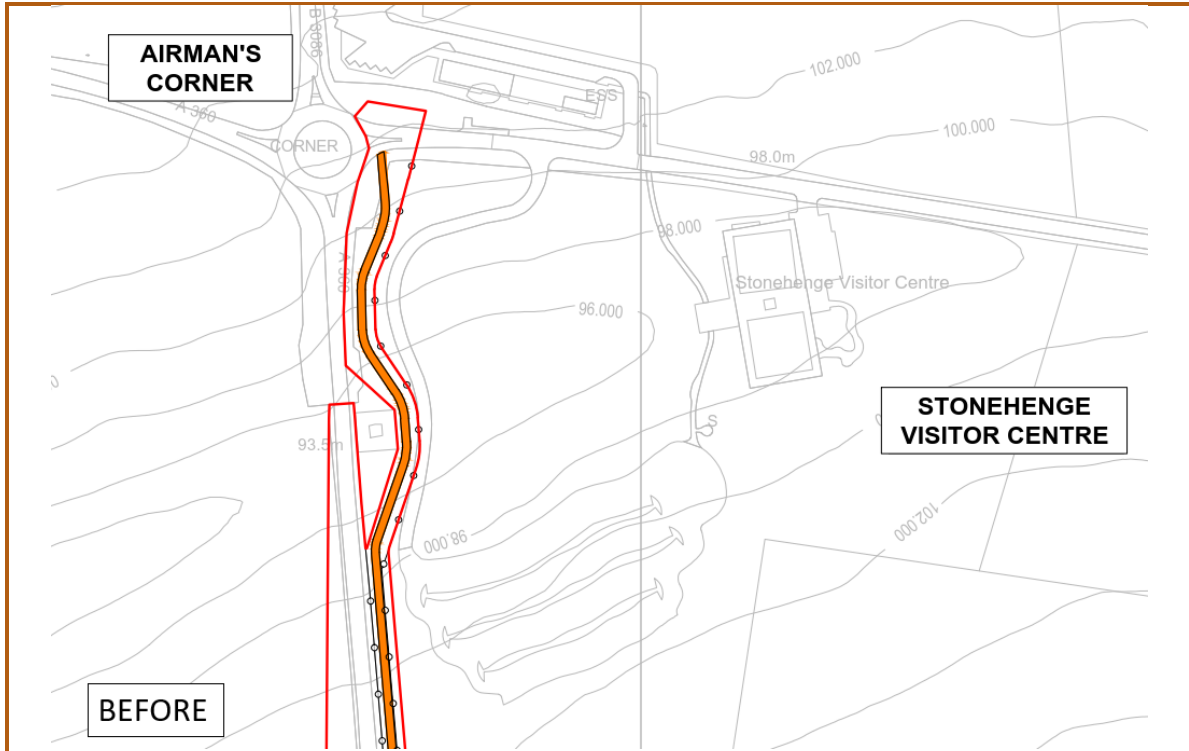 AIRMAN'S
CORNER
B 3086
102.000
ESS
A 360
100.000
CORNER
98.0m
98.000
A 360
Stonehenge Visitor Centre
96.000
STONEHENGE
VISITOR CENTRE
S
93.5m
102.000
98.000
BEFORE